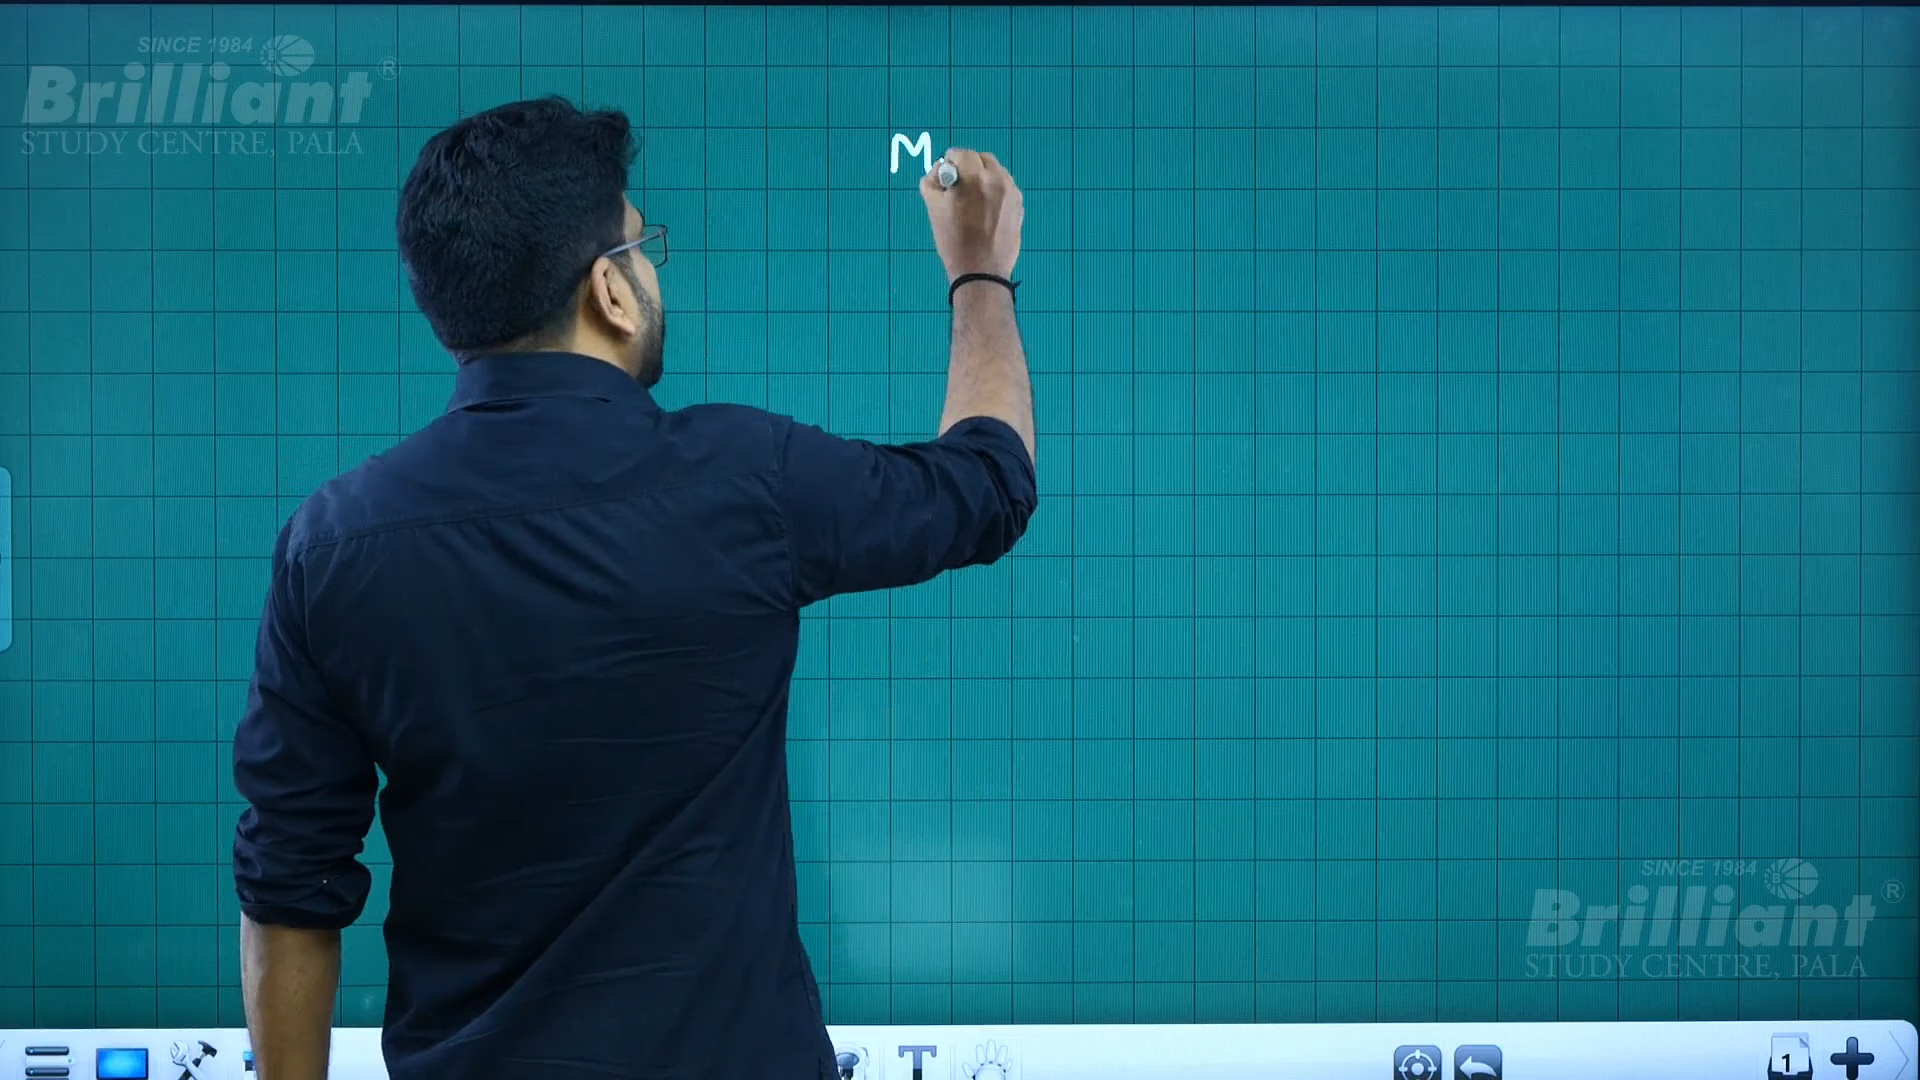 SINCE 1984
Brilliant®
STUDY CENTRE, PALA
M
SINCE 1984
Brilliant®
STUDY CENTRE, PALA
T
1